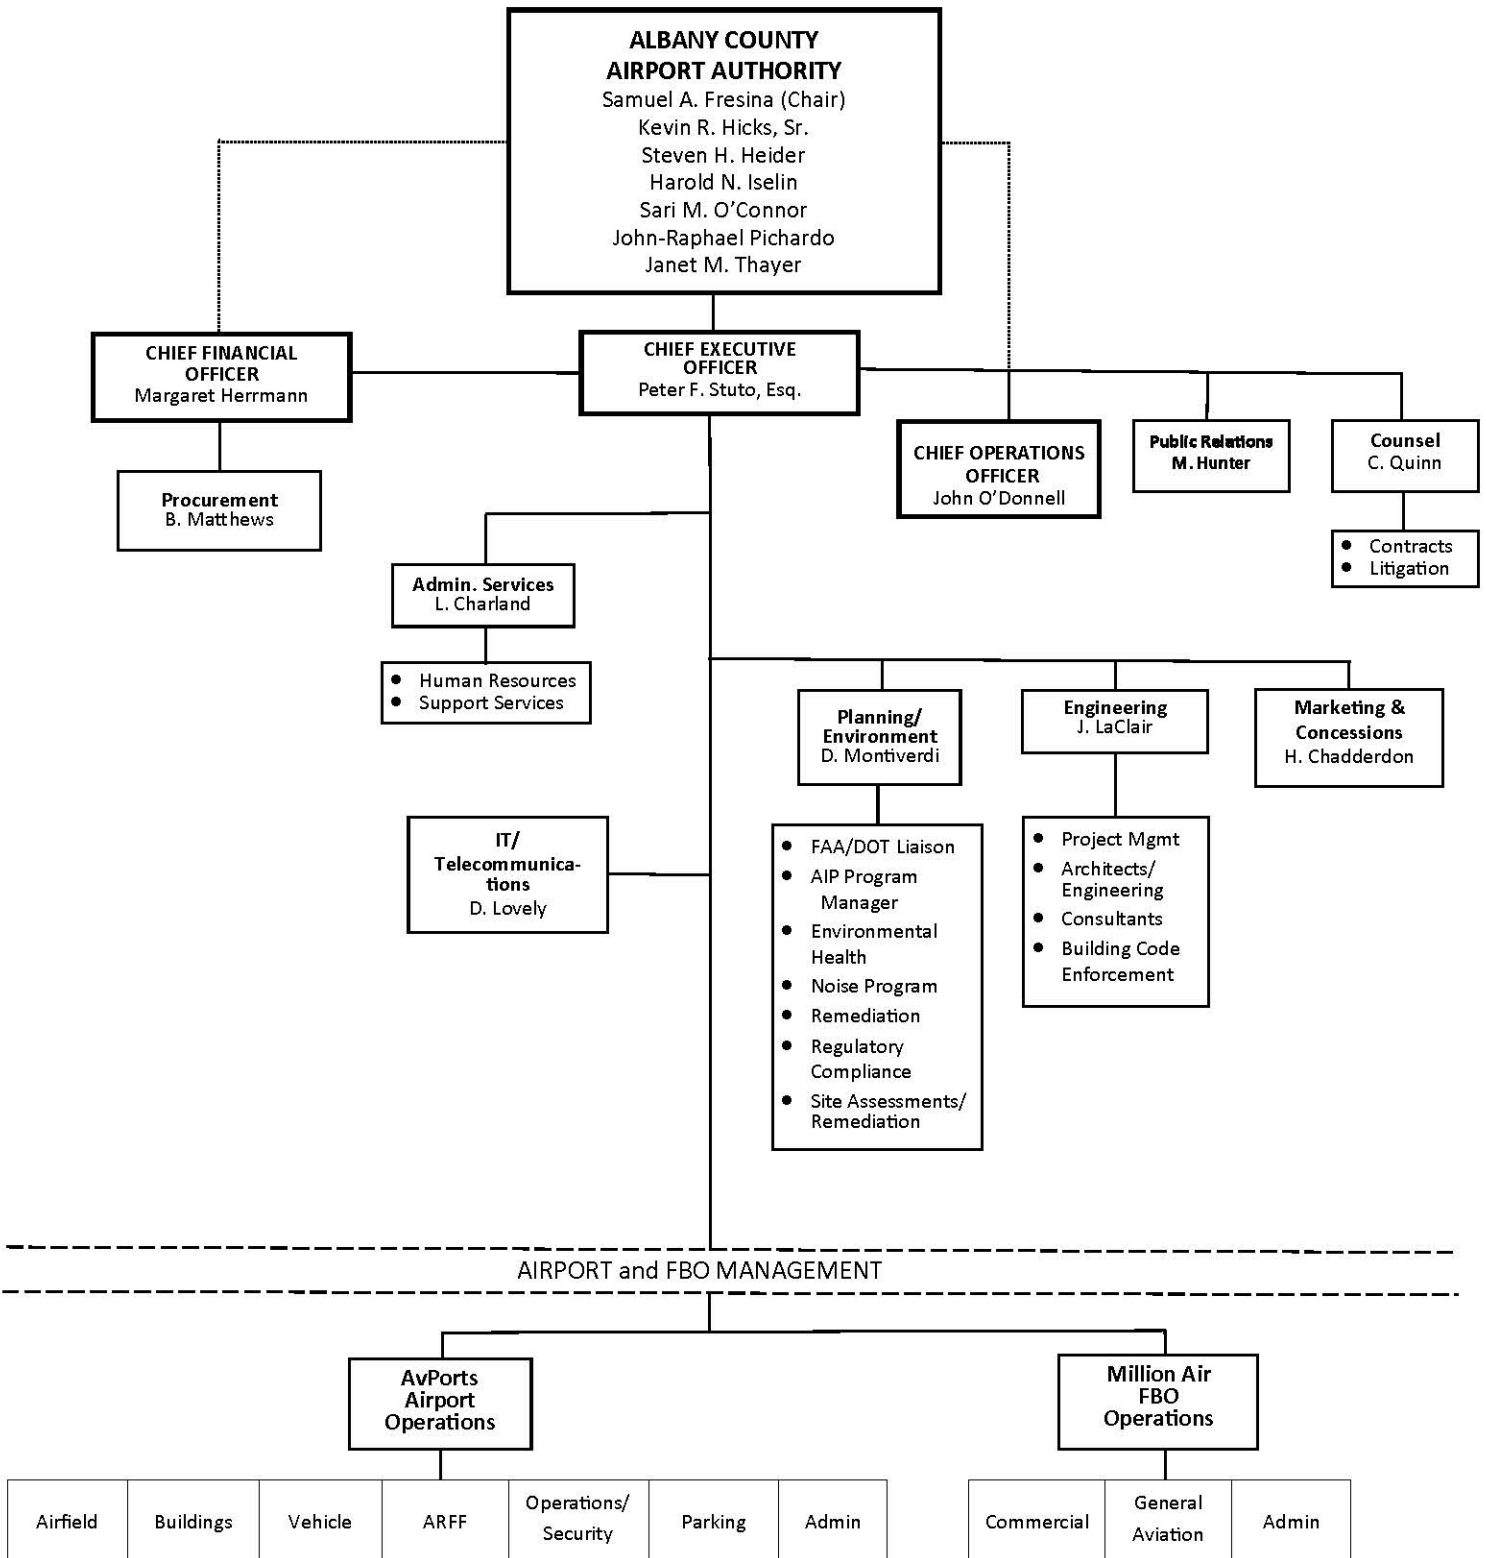 ALBANY COUNTY
AIRPORT AUTHORITY
Samuel A. Fresina (Chair)
Kevin R. Hicks, Sr.
Steven H. Heider
Harold N. Iselin
Sari M. O’Connor
John-Raphael Pichardo
Janet M. Thayer
CHIEF FINANCIAL
OFFICER
Margaret Herrmann
CHIEF EXECUTIVE
OFFICER
Peter F. Stuto, Esq.
CHIEF OPERATIONS
OFFICER
John O’Donnell
Public Relations
M. Hunter
Counsel
C. Quinn
Procurement
B. Matthews
• Contracts
• Litigation
Admin. Services
L. Charland
• Human Resources
• Support Services
Planning/
Environment
D. Montiverdi
Engineering
J. LaClair
Marketing &
Concessions
H. Chadderdon
IT/
Telecommunica-
tions
D. Lovely
• FAA/DOT Liaison
• AIP Program
Manager
• Environmental
Health
• Noise Program
• Remediation
• Regulatory
Compliance
• Site Assessments/
Remediation
• Project Mgmt
• Architects/
Engineering
• Consultants
• Building Code
Enforcement
AIRPORT and FBO MANAGEMENT
AvPorts
Airport
Operations
Million Air
FBO
Operations
Airfield
Buildings
Vehicle
ARFF
Operations/
Security
Parking
Admin
Commercial
General
Aviation
Admin